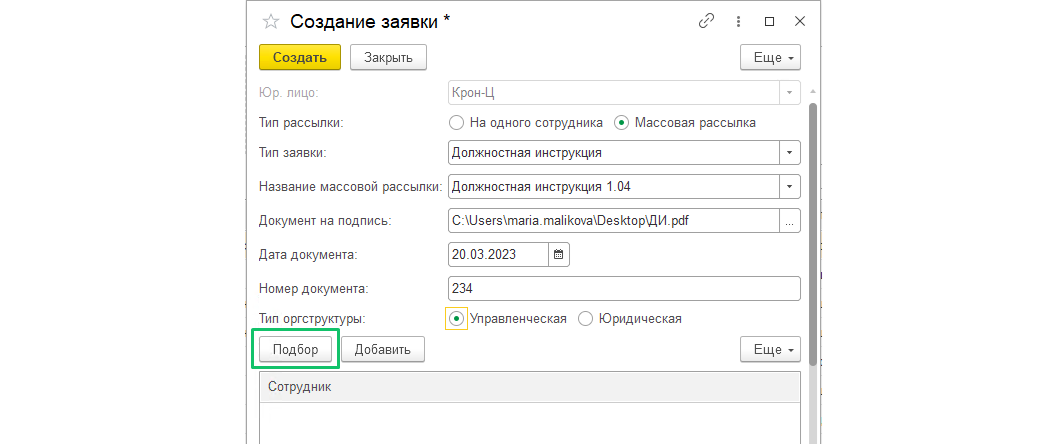 Создание заявки *
Создать Закрыть Еще
Юр. лицо: Крон-Ц
Тип рассылки: На одного сотрудника Массовая рассылка
Тип заявки: Должностная инструкция
Название массовой рассылки: Должностная инструкция 1.04
Документ на подпись: C:\Users\maria.malikova\Desktop\ДИ.pdf ...
Дата документа: 20.03.2023
Номер документа: 234
Тип оргструктуры: Управленческая Юридическая
Подбор Добавить Еще
Сотрудник